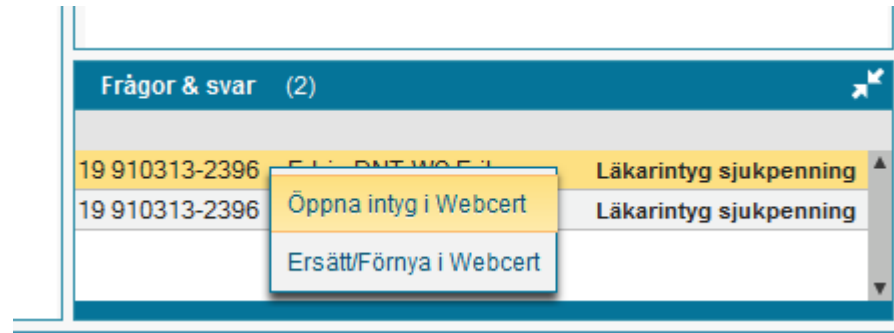 Frågor & svar (2)
19 910313-2396 Läkarintyg sjukpenning
19 910313-2396 Läkarintyg sjukpenning
Öppna intyg i Webcert
Ersätt/Förnya i Webcert